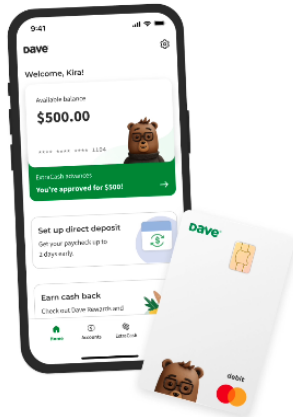 9:41
Dave
Welcome, Kira!
Available balance
$500.00
ExtraCash advances
You're approved for $500!
Set up direct deposit
Get your paycheck up to
2 days early.
Earn cash back
Check out Dave Rewards and
Home
Accounts
ExtraCash
Dave
debit